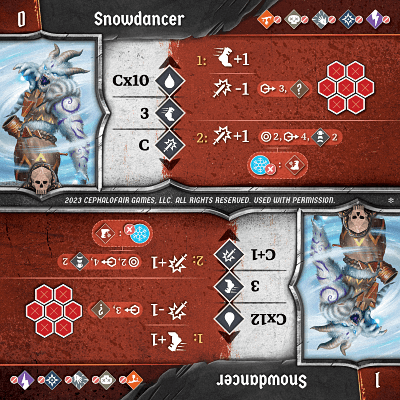 0 Snowdancer
Cx10
3
C
1: +1
-1 3, ?
2: +1 2, 4, 2
:
2023 CEPHALOFAIR GAMES, LLC. ALL RIGHTS RESERVED. USED WITH PERMISSION.
1 Snowdancer
Cx12
3
C+1
1: +1
-1 3, ?
2: +1 2, 4, 2
: